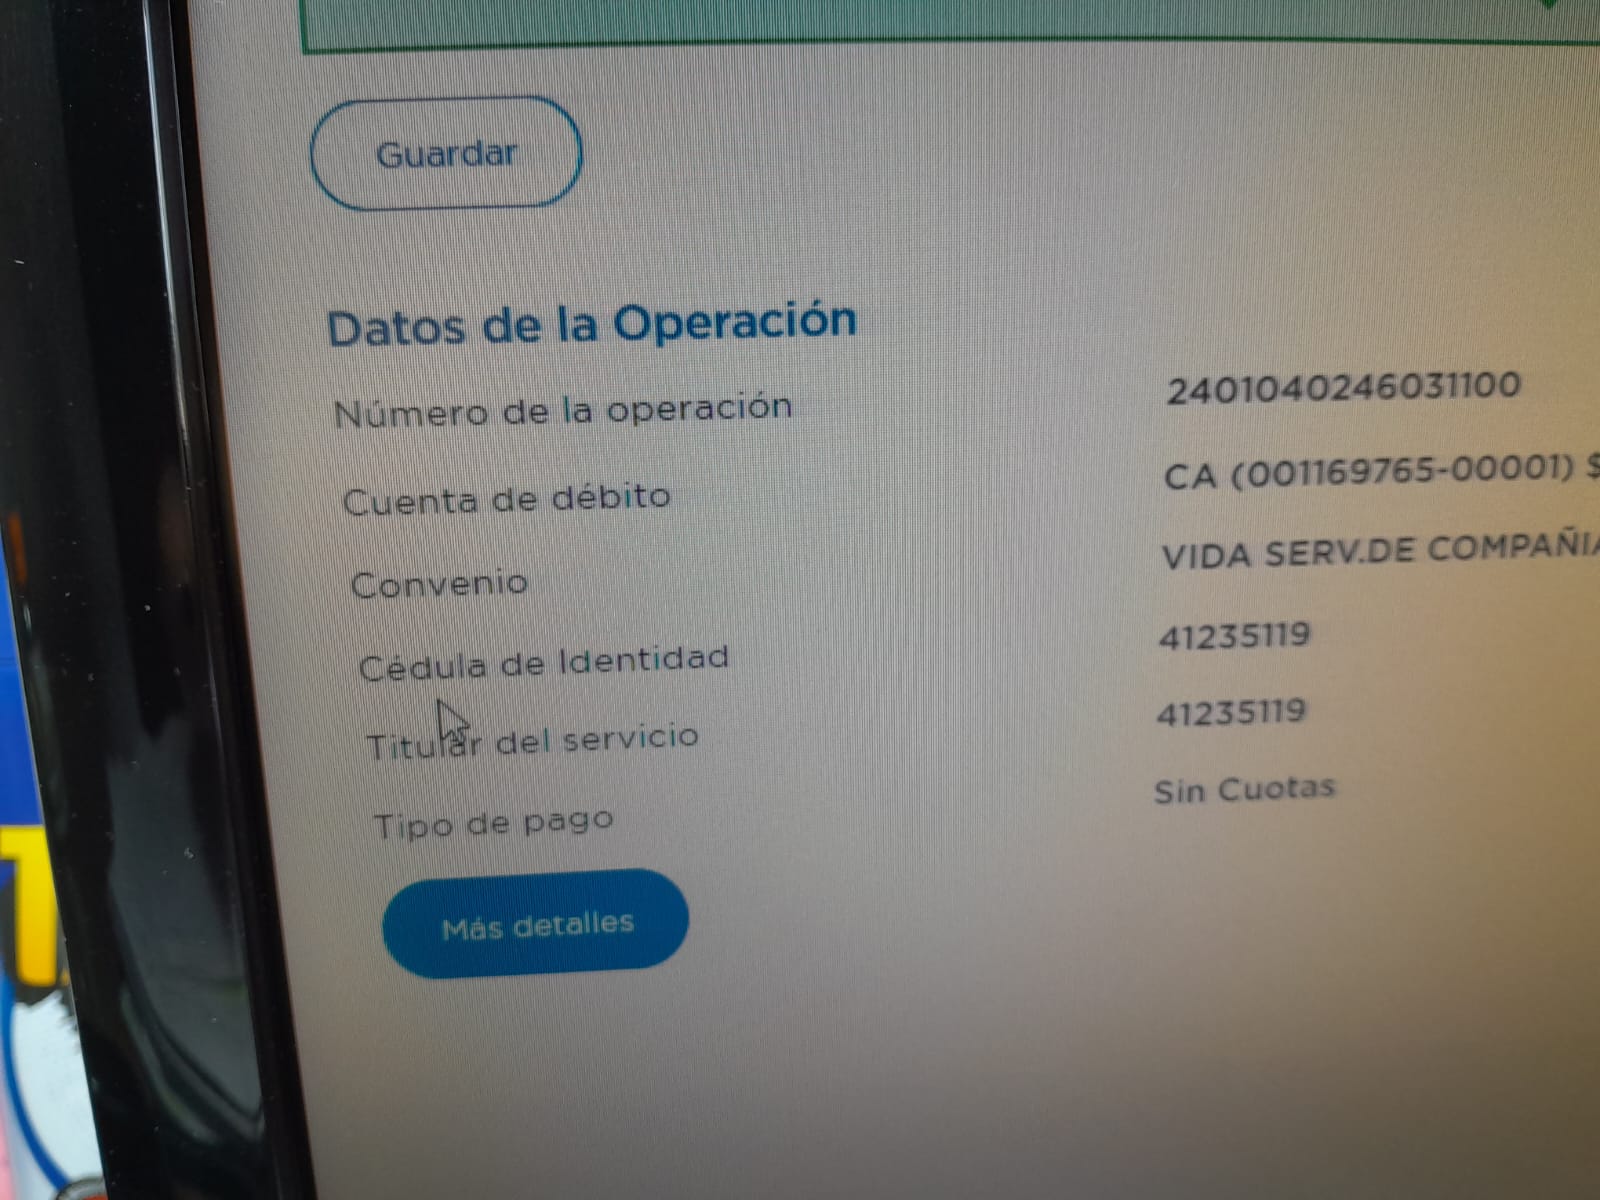 Guardar
Datos de la Operación
Número de la operación 2401040246031100
Cuenta de débito CA (001169765-00001) $
Convenio VIDA SERV.DE COMPAÑIA
Cédula de Identidad 41235119
Titular del servicio 41235119
Tipo de pago Sin Cuotas
Más detalles